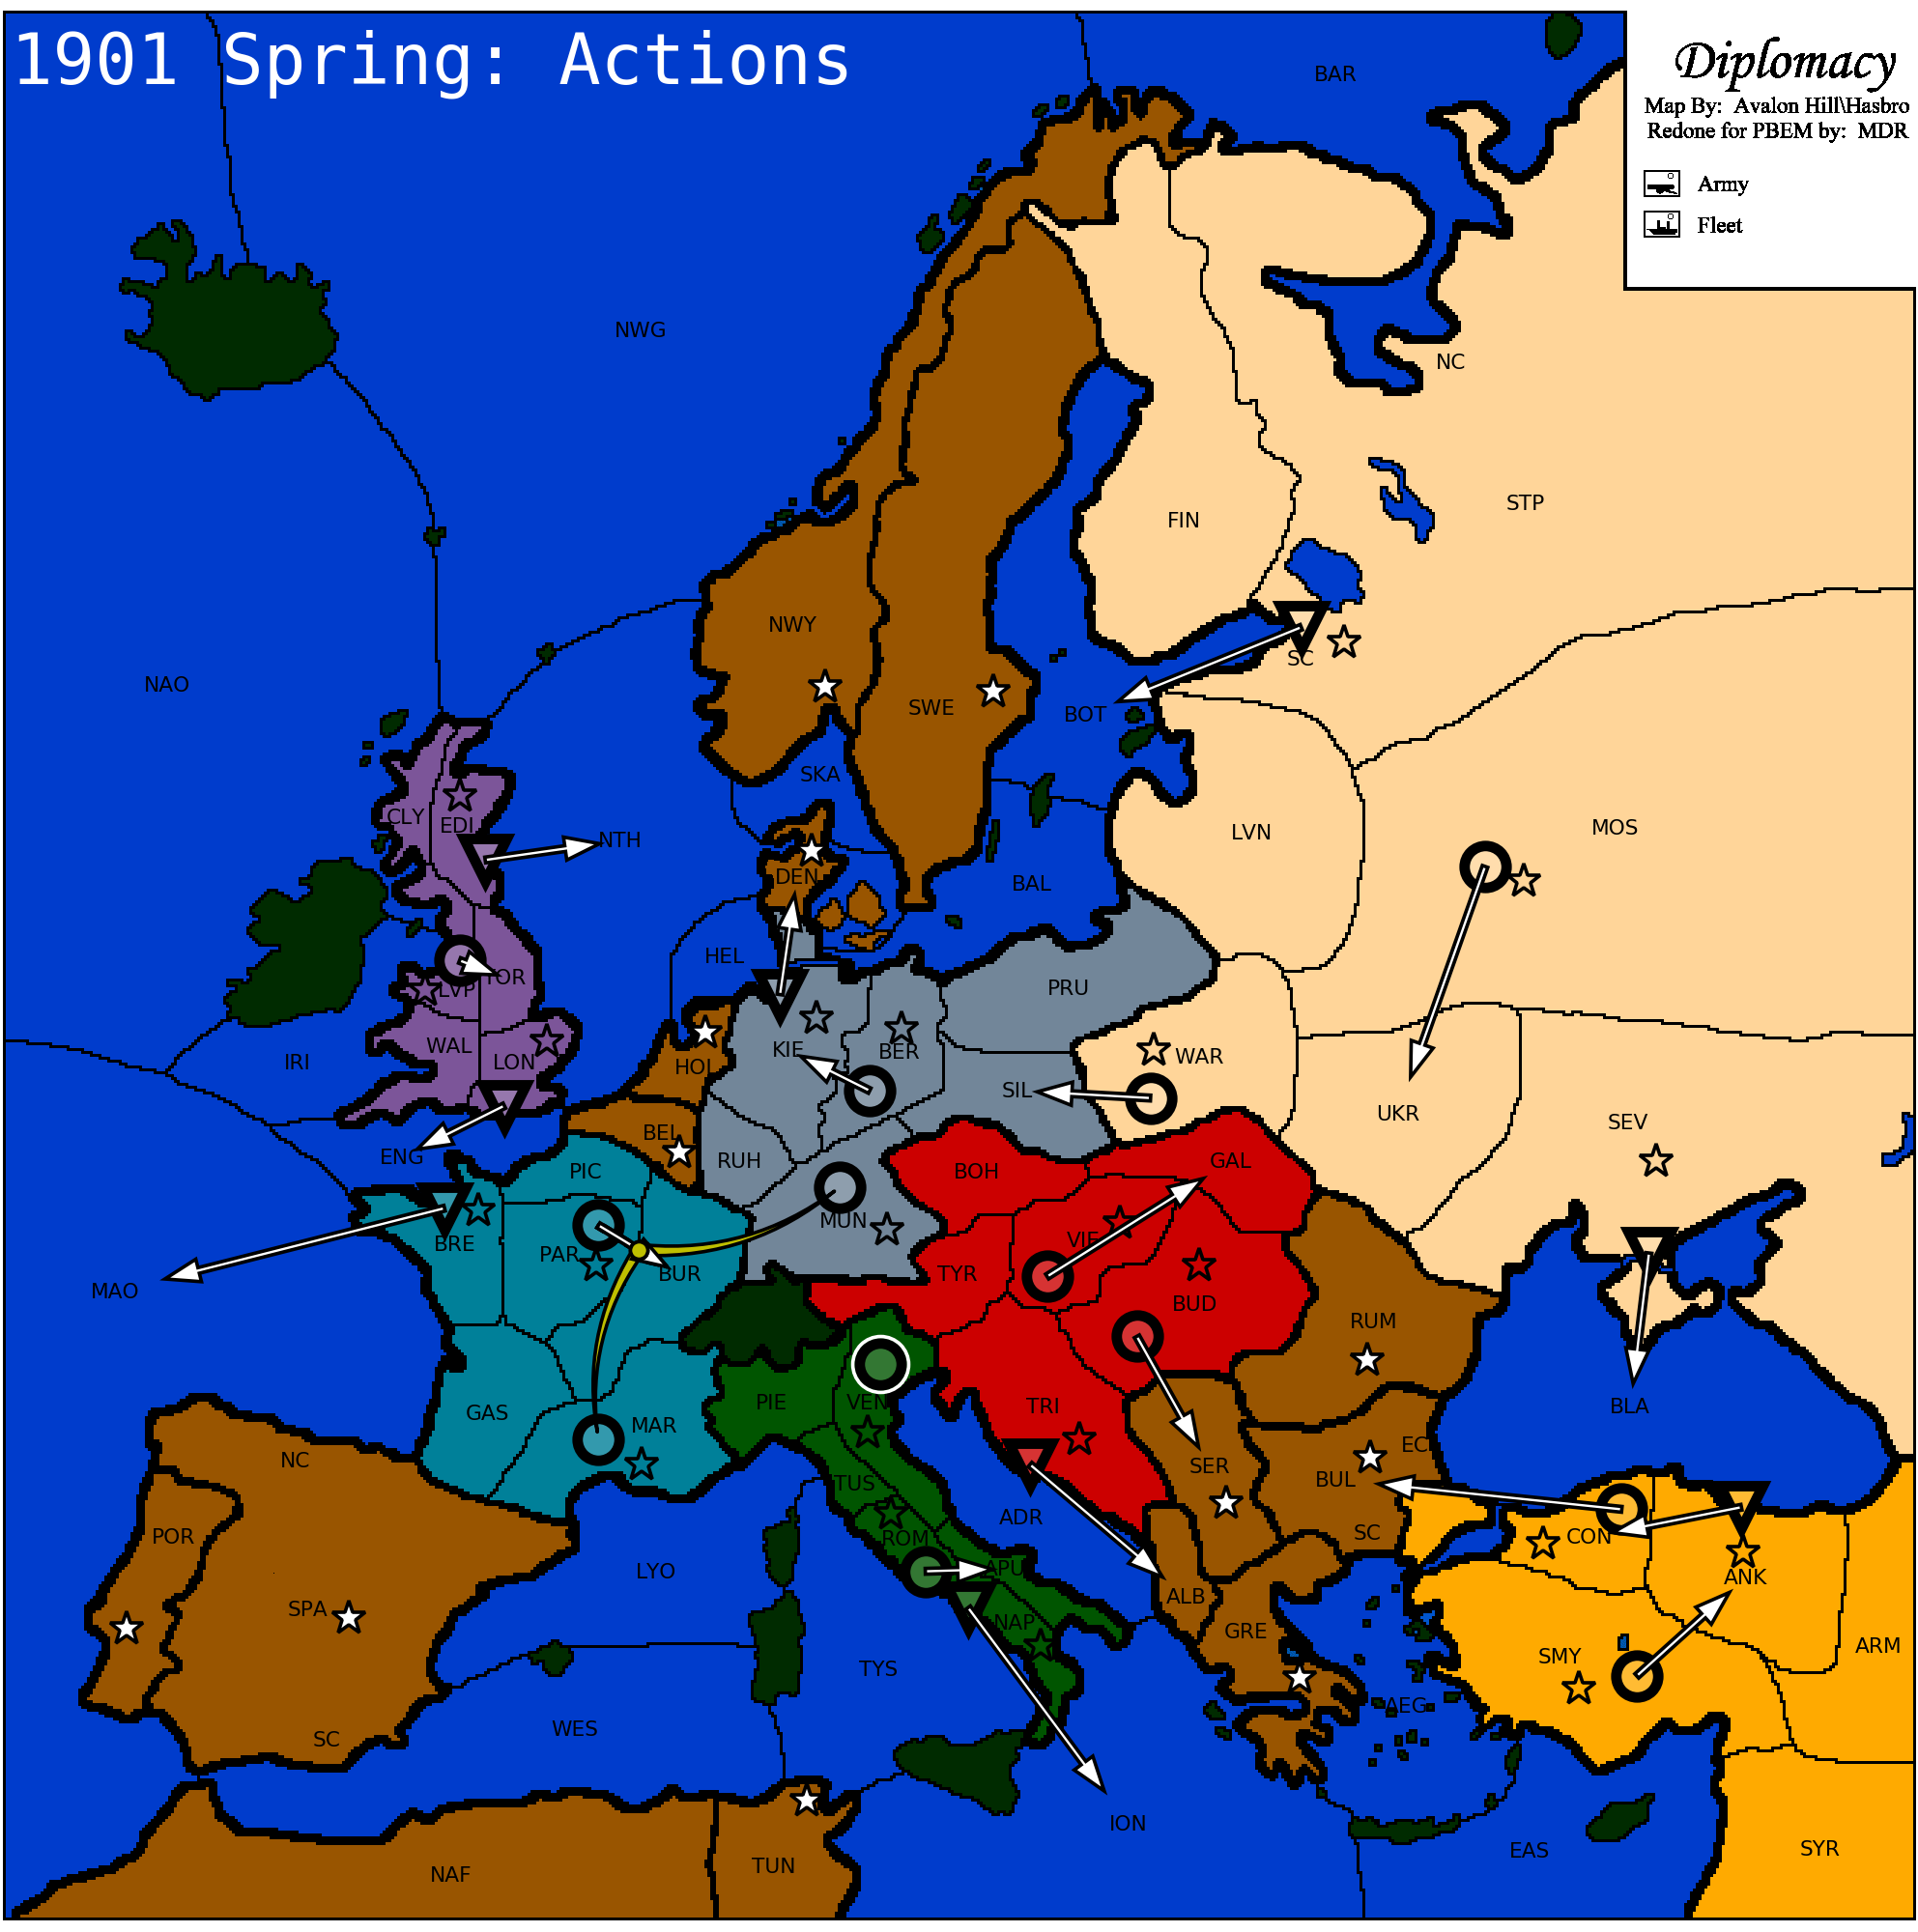 1901 Spring: Actions
Diplomacy
Map By: Avalon Hill\Hasbro
Redone for PBEM by: MDR
Army
Fleet
BAR
NWG
NC
STP
FIN
NAO
NWY
SWE
SC
BOT
SKA
CLY
EDI
NTH
LVN
MOS
DEN
BAL
HEL
YOR
LVP
PRU
IRI
WAL
LON
HOL
KIE
BER
SIL
WAR
UKR
SEV
ENG
BEL
PIC
RUH
BOH
GAL
MUN
BRE
PAR
BUR
TYR
VIE
MAO
BUD
RUM
GAS
MAR
PIE
VEN
TRI
BLA
NC
TUS
SER
BUL
EC
POR
ROM
ADR
SC
CON
LYO
APU
ANK
SPA
NAP
ALB
GRE
SMY
ARM
TYS
AEG
SC
WES
ION
EAS
SYR
NAF
TUN